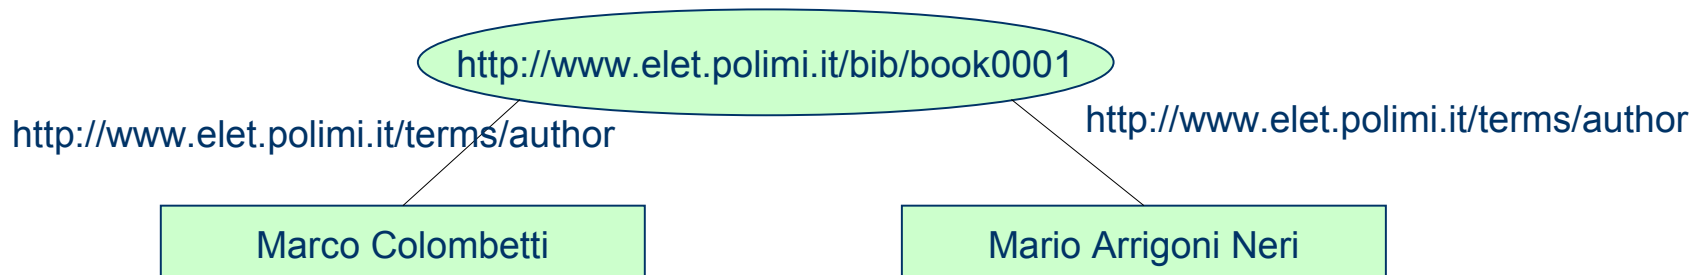 http://www.elet.polimi.it/bib/book0001
http://www.elet.polimi.it/terms/author
http://www.elet.polimi.it/terms/author
Marco Colombetti
Mario Arrigoni Neri